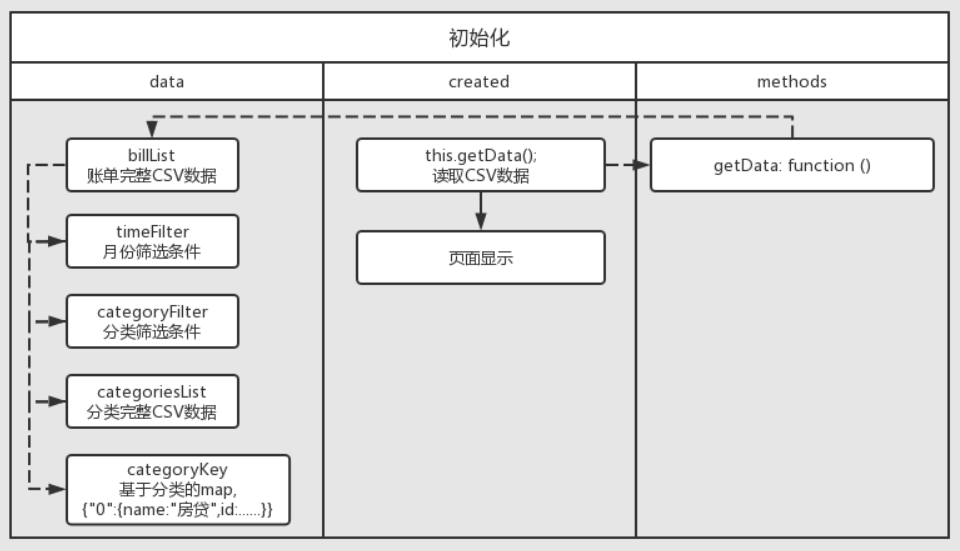 初始化
data
created
methods
billList
账单完整CSV数据
timeFilter
月份筛选条件
categoryFilter
分类筛选条件
categoriesList
分类完整CSV数据
categoryKey
基于分类的map,
{"0":{name:"房贷",id:......}}
this.getData();
读取CSV数据
页面显示
getData: function ()